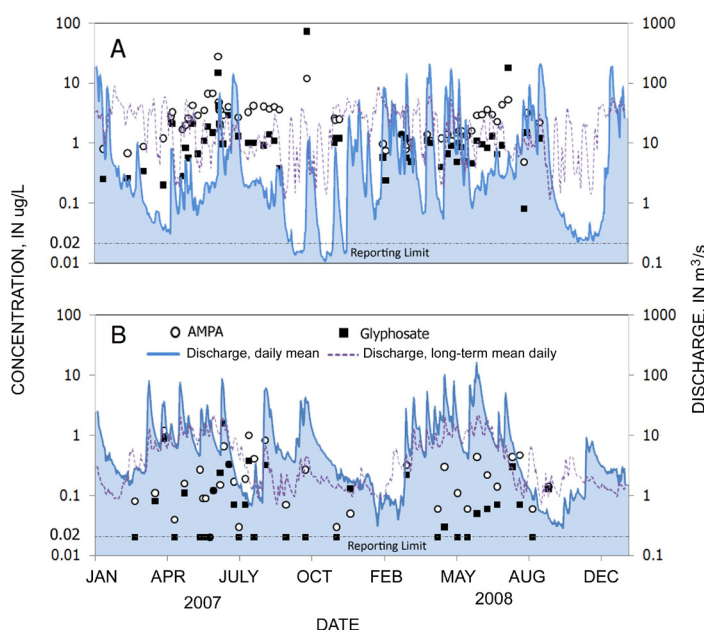 100
1000
A
10
100
1
10
0.1
1
0.02
Reporting Limit
0.01
0.1
CONCENTRATION, IN ug/L
DISCHARGE, IN m³/s
100
1000
B
AMPA
Glyphosate
Discharge, daily mean
Discharge, long-term mean daily
10
100
1
10
0.1
1
0.02
Reporting Limit
0.01
0.1
JAN APR JULY OCT FEB MAY AUG DEC
2007 2008
DATE